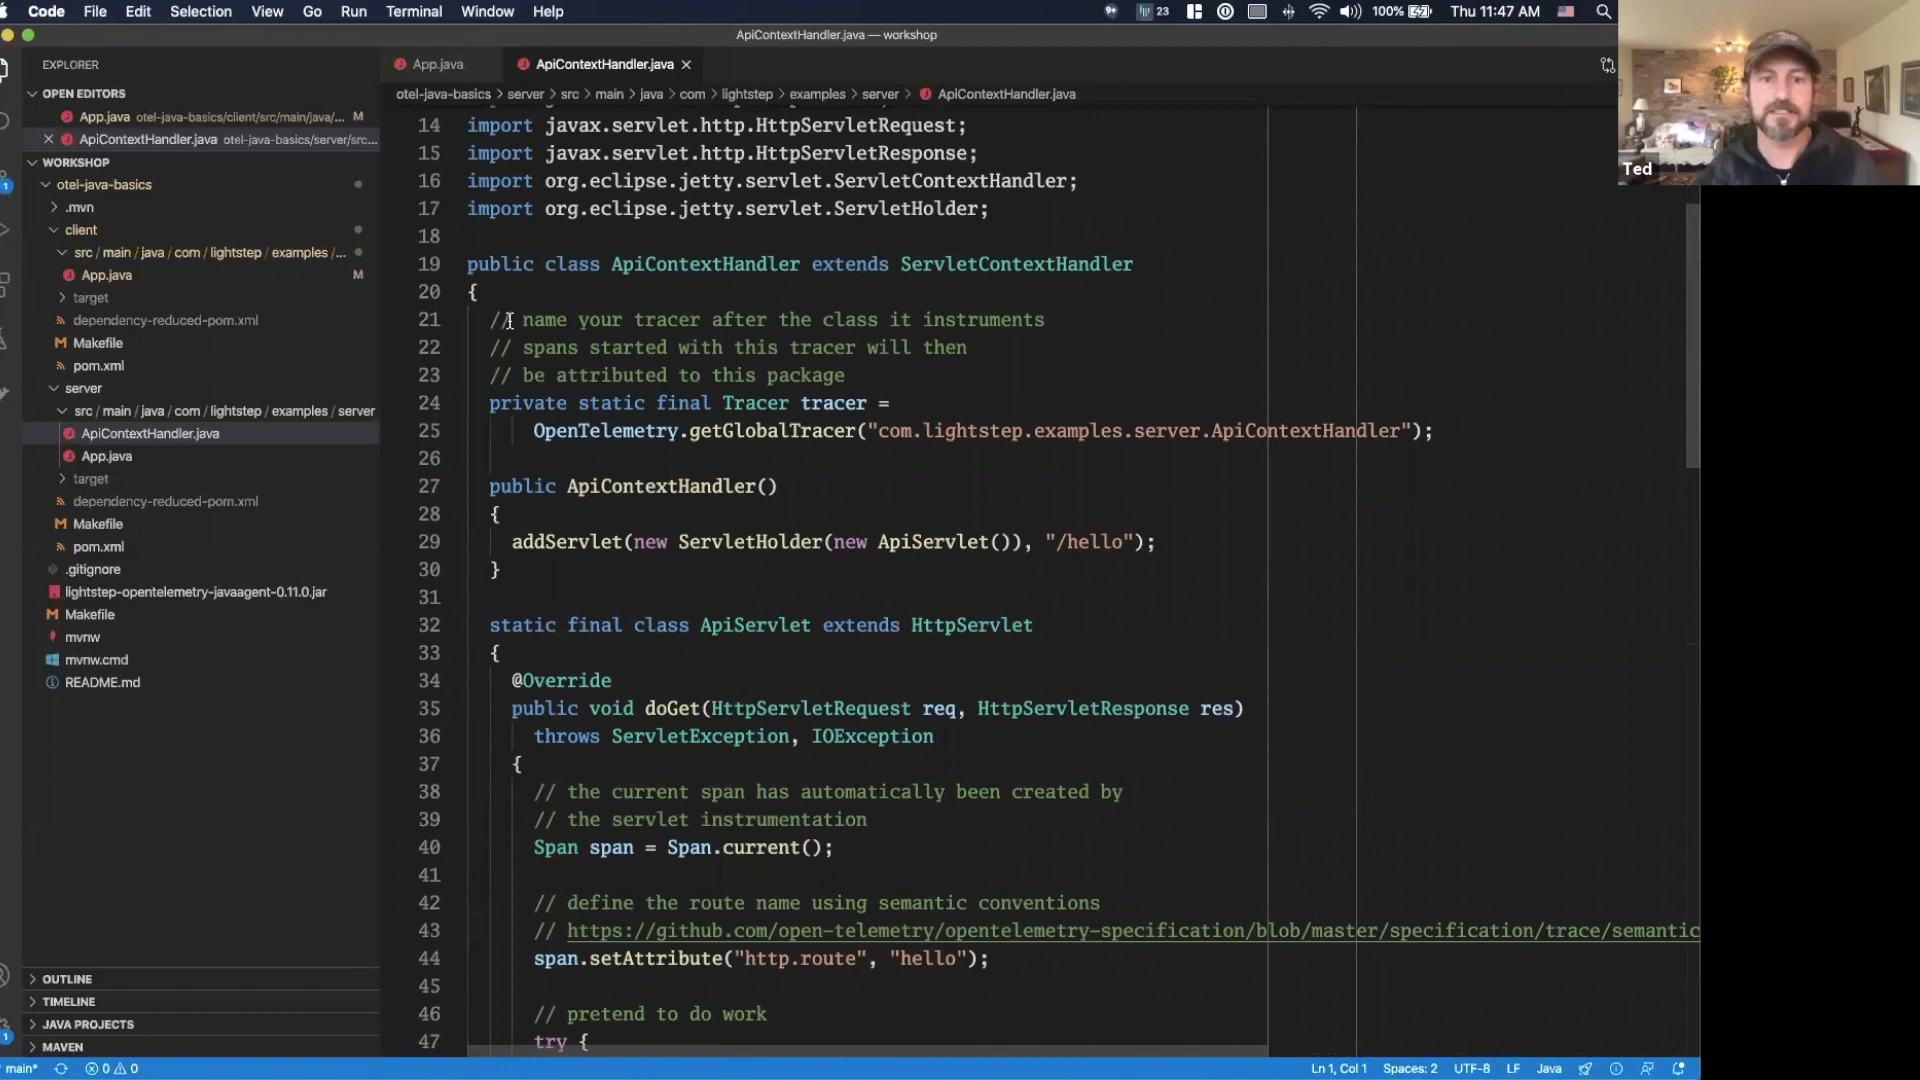 Code File Edit Selection View Go Run Terminal Window Help
23 100% Thu 11:47 AM
ApiContextHandler.java — workshop
EXPLORER
OPEN EDITORS
App.java otel-java-basics/client/src/main/java/... M
ApiContextHandler.java otel-java-basics/server/src...
WORKSHOP
otel-java-basics
.mvn
client
src / main / java / com / lightstep / examples / ...
App.java M
target
dependency-reduced-pom.xml
Makefile
pom.xml
server
src / main / java / com / lightstep / examples / server
ApiContextHandler.java
App.java
target
dependency-reduced-pom.xml
Makefile
pom.xml
.gitignore
lightstep-opentelemetry-javaagent-0.11.0.jar
Makefile
mvnw
mvnw.cmd
README.md
OUTLINE
TIMELINE
JAVA PROJECTS
MAVEN
App.java ApiContextHandler.java
otel-java-basics > server > src > main > java > com > lightstep > examples > server > ApiContextHandler.java
14 import javax.servlet.http.HttpServletRequest;
15 import javax.servlet.http.HttpServletResponse;
16 import org.eclipse.jetty.servlet.ServletContextHandler;
17 import org.eclipse.jetty.servlet.ServletHolder;
18
19 public class ApiContextHandler extends ServletContextHandler
20 {
21 // name your tracer after the class it instruments
22 // spans started with this tracer will then
23 // be attributed to this package
24 private static final Tracer tracer =
25 OpenTelemetry.getGlobalTracer("com.lightstep.examples.server.ApiContextHandler");
26
27 public ApiContextHandler()
28 {
29 addServlet(new ServletHolder(new ApiServlet()), "/hello");
30 }
31
32 static final class ApiServlet extends HttpServlet
33 {
34 @Override
35 public void doGet(HttpServletRequest req, HttpServletResponse res)
36 throws ServletException, IOException
37 {
38 // the current span has automatically been created by
39 // the servlet instrumentation
40 Span span = Span.current();
41
42 // define the route name using semantic conventions
43 // https://github.com/open-telemetry/opentelemetry-specification/blob/master/specification/trace/semantic
44 span.setAttribute("http.route", "hello");
45
46 // pretend to do work
47 try {
Ted
main* 0 0 Ln 1, Col 1 Spaces: 2 UTF-8 LF Java